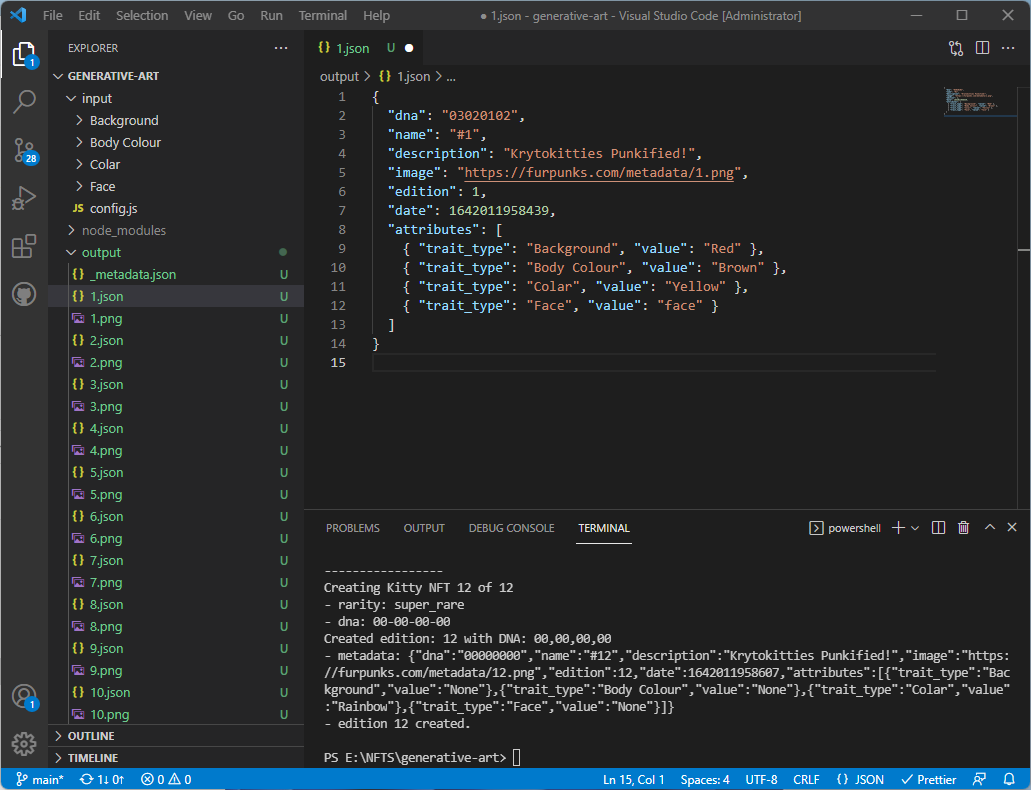 File Edit Selection View Go Run Terminal Help ● 1.json - generative-art - Visual Studio Code [Administrator]
EXPLORER
GENERATIVE-ART
input
Background
Body Colour
Colar
Face
JS config.js
node_modules
output
{} _metadata.json U
{} 1.json U
1.png U
{} 2.json U
2.png U
{} 3.json U
3.png U
{} 4.json U
4.png U
{} 5.json U
5.png U
{} 6.json U
6.png U
{} 7.json U
7.png U
{} 8.json U
8.png U
{} 9.json U
9.png U
{} 10.json U
10.png U
OUTLINE
TIMELINE
1
28
1
{} 1.json U ●
output > {} 1.json > ...
1 {
2 "dna": "03020102",
3 "name": "#1",
4 "description": "Krytokitties Punkified!",
5 "image": "https://furpunks.com/metadata/1.png",
6 "edition": 1,
7 "date": 1642011958439,
8 "attributes": [
9 { "trait_type": "Background", "value": "Red" },
10 { "trait_type": "Body Colour", "value": "Brown" },
11 { "trait_type": "Colar", "value": "Yellow" },
12 { "trait_type": "Face", "value": "face" }
13 ]
14 }
15
PROBLEMS OUTPUT DEBUG CONSOLE TERMINAL powershell
-----------------
Creating Kitty NFT 12 of 12
- rarity: super_rare
- dna: 00-00-00-00
Created edition: 12 with DNA: 00,00,00,00
- metadata: {"dna":"00000000","name":"#12","description":"Krytokitties Punkified!","image":"https:
//furpunks.com/metadata/12.png","edition":12,"date":1642011958607,"attributes":[{"trait_type":"Bac
kground","value":"None"},{"trait_type":"Body Colour","value":"None"},{"trait_type":"Colar","value"
:"Rainbow"},{"trait_type":"Face","value":"None"}]}
- edition 12 created.
PS E:\NFTS\generative-art>
main* 1↓ 0↑ 0 0 Ln 15, Col 1 Spaces: 4 UTF-8 CRLF {} JSON Prettier